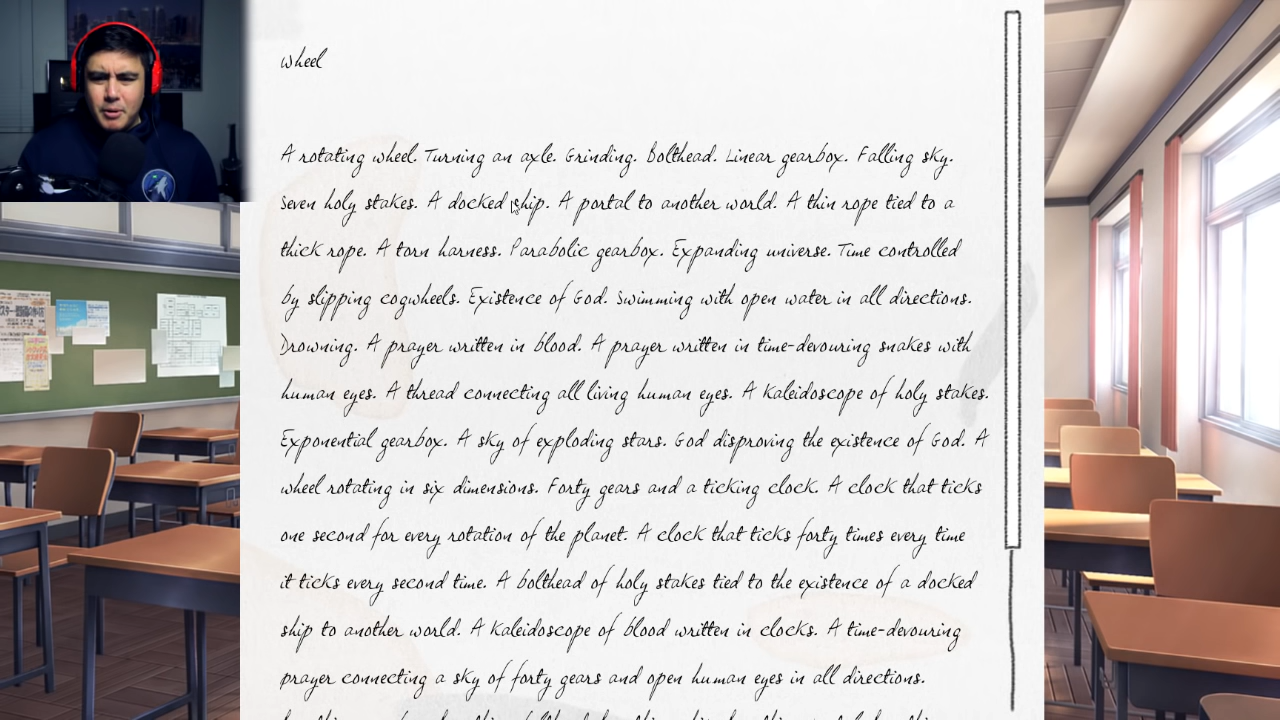 Wheel
A rotating wheel. Turning an axle. Grinding. Bolthead. Linear gearbox. Falling sky.
Seven holy stakes. A docked ship. A portal to another world. A thin rope tied to a
thick rope. A torn harness. Parabolic gearbox. Expanding universe. Time controlled
by slipping cogwheels. Existence of God. Swimming with open water in all directions.
Drowning. A prayer written in blood. A prayer written in time-devouring snakes with
human eyes. A thread connecting all living human eyes. A kaleidoscope of holy stakes.
Exponential gearbox. A sky of exploding stars. God disproving the existence of God. A
wheel rotating in six dimensions. Forty gears and a ticking clock. A clock that ticks
one second for every rotation of the planet. A clock that ticks forty times every time
it ticks every second time. A bolthead of holy stakes tied to the existence of a docked
ship to another world. A kaleidoscope of blood written in clocks. A time-devouring
prayer connecting a sky of forty gears and open human eyes in all directions.